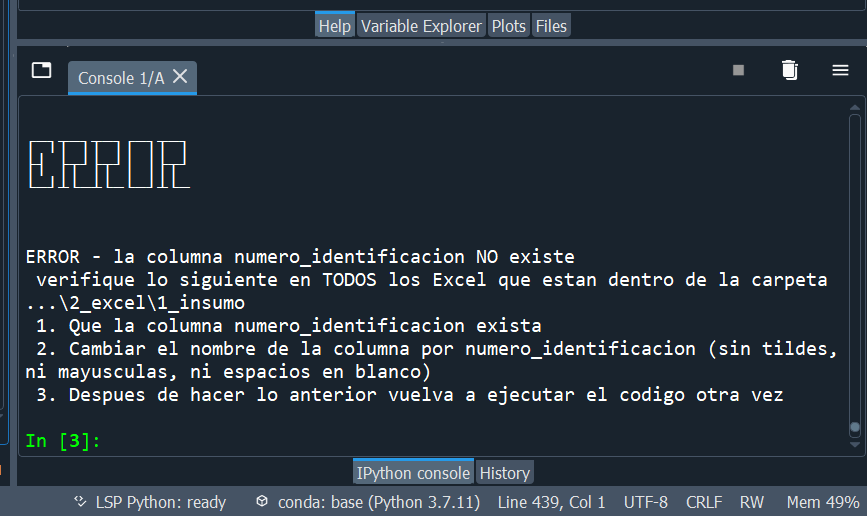 Help Variable Explorer Plots Files
Console 1/A
ERROR
ERROR - la columna numero_identificacion NO existe
verifique lo siguiente en TODOS los Excel que estan dentro de la carpeta
...\2_excel\1_insumo
1. Que la columna numero_identificacion exista
2. Cambiar el nombre de la columna por numero_identificacion (sin tildes,
ni mayusculas, ni espacios en blanco)
3. Despues de hacer lo anterior vuelva a ejecutar el codigo otra vez
In [3]:
IPython console History
LSP Python: ready conda: base (Python 3.7.11) Line 439, Col 1 UTF-8 CRLF RW Mem 49%